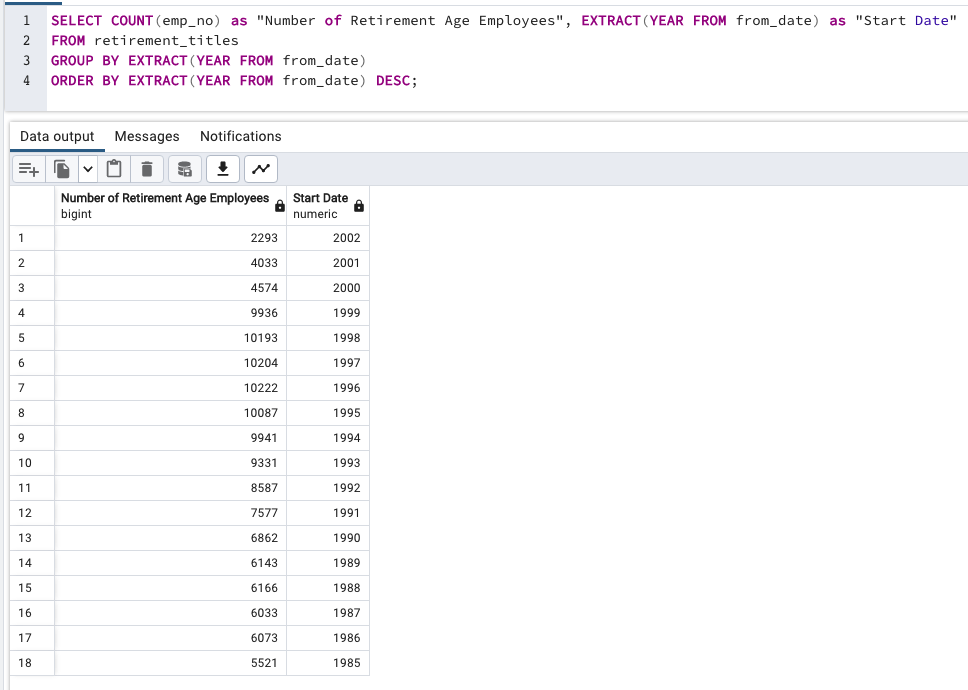 1 SELECT COUNT(emp_no) as "Number of Retirement Age Employees", EXTRACT(YEAR FROM from_date) as "Start Date"
2 FROM retirement_titles
3 GROUP BY EXTRACT(YEAR FROM from_date)
4 ORDER BY EXTRACT(YEAR FROM from_date) DESC;
Data output Messages Notifications
Number of Retirement Age Employees Start Date
bigint numeric
1 2293 2002
2 4033 2001
3 4574 2000
4 9936 1999
5 10193 1998
6 10204 1997
7 10222 1996
8 10087 1995
9 9941 1994
10 9331 1993
11 8587 1992
12 7577 1991
13 6862 1990
14 6143 1989
15 6166 1988
16 6033 1987
17 6073 1986
18 5521 1985